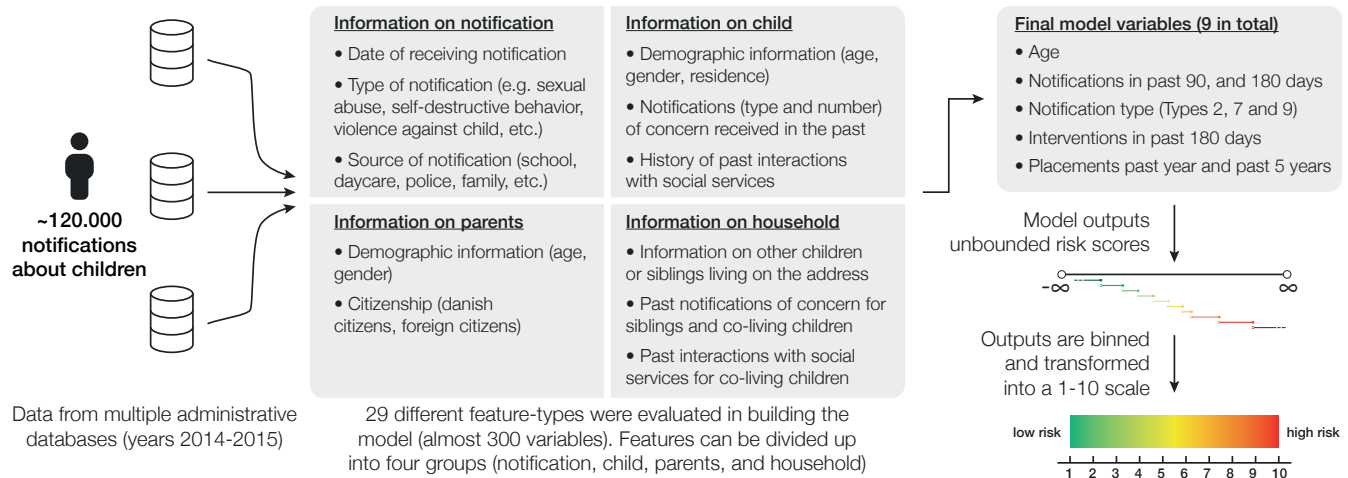 ~120.000
notifications
about children
Data from multiple administrative
databases (years 2014-2015)
Information on notification
• Date of receiving notification
• Type of notification (e.g. sexual
abuse, self-destructive behavior,
violence against child, etc.)
• Source of notification (school,
daycare, police, family, etc.)
Information on child
• Demographic information (age,
gender, residence)
• Notifications (type and number)
of concern received in the past
• History of past interactions
with social services
Information on parents
• Demographic information (age,
gender)
• Citizenship (danish
citizens, foreign citizens)
Information on household
• Information on other children
or siblings living on the address
• Past notifications of concern for
siblings and co-living children
• Past interactions with social
services for co-living children
29 different feature-types were evaluated in building the
model (almost 300 variables). Features can be divided up
into four groups (notification, child, parents, and household)
Final model variables (9 in total)
• Age
• Notifications in past 90, and 180 days
• Notification type (Types 2, 7 and 9)
• Interventions in past 180 days
• Placements past year and past 5 years
Model outputs
unbounded risk scores
-∞ ∞
Outputs are binned
and transformed
into a 1-10 scale
low risk high risk
1 2 3 4 5 6 7 8 9 10